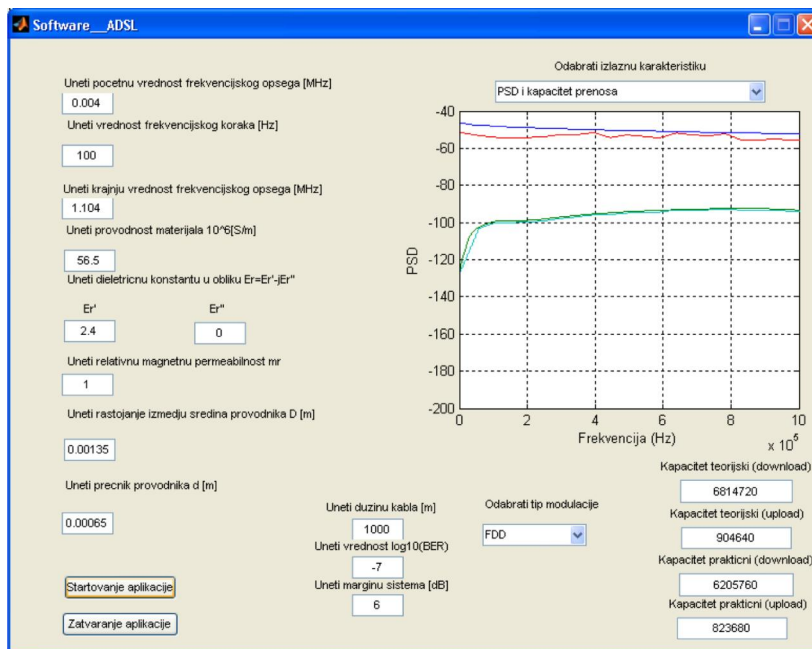 Software__ADSL
Uneti pocetnu vrednost frekvencijskog opsega [MHz]
0.004
Uneti vrednost frekvencijskog koraka [Hz]
100
Uneti krajnju vrednost frekvencijskog opsega [MHz]
1.104
Uneti provodnost materijala 10^6[S/m]
56.5
Uneti dieletricnu konstantu u obliku Er=Er'-jEr''
Er' Er''
2.4 0
Uneti relativnu magnetnu permeabilnost mr
1
Uneti rastojanje izmedju sredina provodnika D [m]
0.00135
Uneti precnik provodnika d [m]
0.00065
Startovanje aplikacije
Zatvaranje aplikacije
Uneti duzinu kabla [m]
1000
Uneti vrednost log10(BER)
-7
Uneti marginu sistema [dB]
6
Odabrati tip modulacije
FDD
Odabrati izlaznu karakteristiku
PSD i kapacitet prenosa
PSD
-40
-60
-80
-100
-120
-140
-160
-180
-200
0 2 4 6 8 10
Frekvencija (Hz)
x 10^5
Kapacitet teorijski (download)
6814720
Kapacitet teorijski (upload)
904640
Kapacitet prakticni (download)
6205760
Kapacitet prakticni (upload)
823680